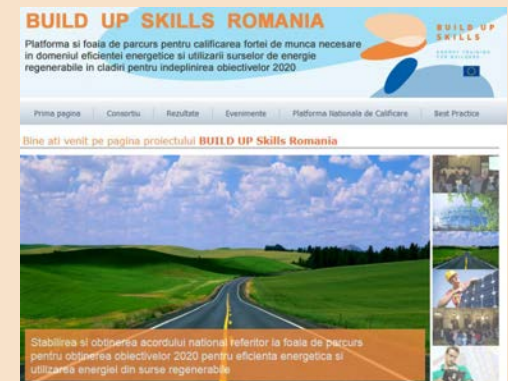 BUILD UP SKILLS ROMANIA
Platforma si foaia de parcurs pentru calificarea fortei de munca necesare
in domeniul eficientei energetice si utilizarii surselor de energie
regenerabile in cladiri pentru indeplinirea obiectivelor 2020
BUILD UP
SKILLS
ENERGY TRAINING
FOR BUILDERS
Prima pagina Consortiu Rezultate Evenimente Platforma Nationala de Calificare Best Practice
Bine ati venit pe pagina proiectului BUILD UP Skills Romania
Stabilirea si obtinerea acordului national referitor la foaia de parcurs
pentru obtinerea obiectivelor 2020 pentru eficienta energetica si
utilizarea energiei din surse regenerabile